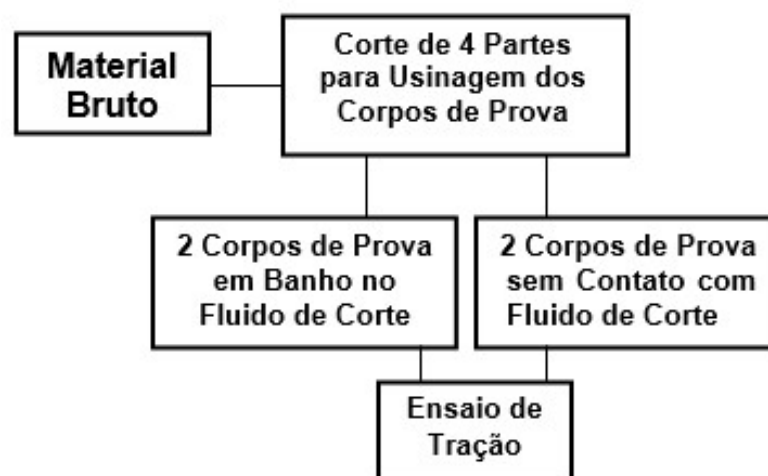 Material
Bruto
Corte de 4 Partes
para Usinagem dos
Corpos de Prova
2 Corpos de Prova
em Banho no
Fluido de Corte
2 Corpos de Prova
sem Contato com
Fluido de Corte
Ensaio de
Tração